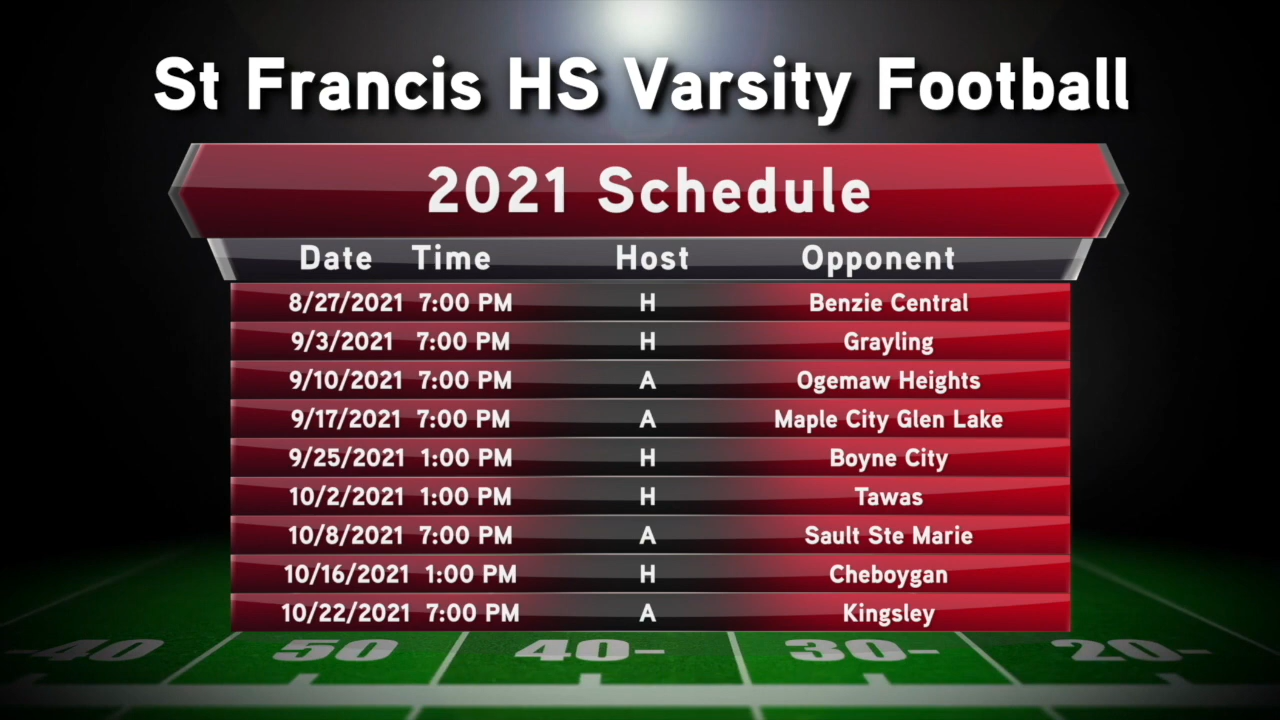 St Francis HS Varsity Football
2021 Schedule
Date Time Host Opponent
8/27/2021 7:00 PM H Benzie Central
9/3/2021 7:00 PM H Grayling
9/10/2021 7:00 PM A Ogemaw Heights
9/17/2021 7:00 PM A Maple City Glen Lake
9/25/2021 1:00 PM H Boyne City
10/2/2021 1:00 PM H Tawas
10/8/2021 7:00 PM A Sault Ste Marie
10/16/2021 1:00 PM H Cheboygan
10/22/2021 7:00 PM A Kingsley
-40 50 40- 30- 20-